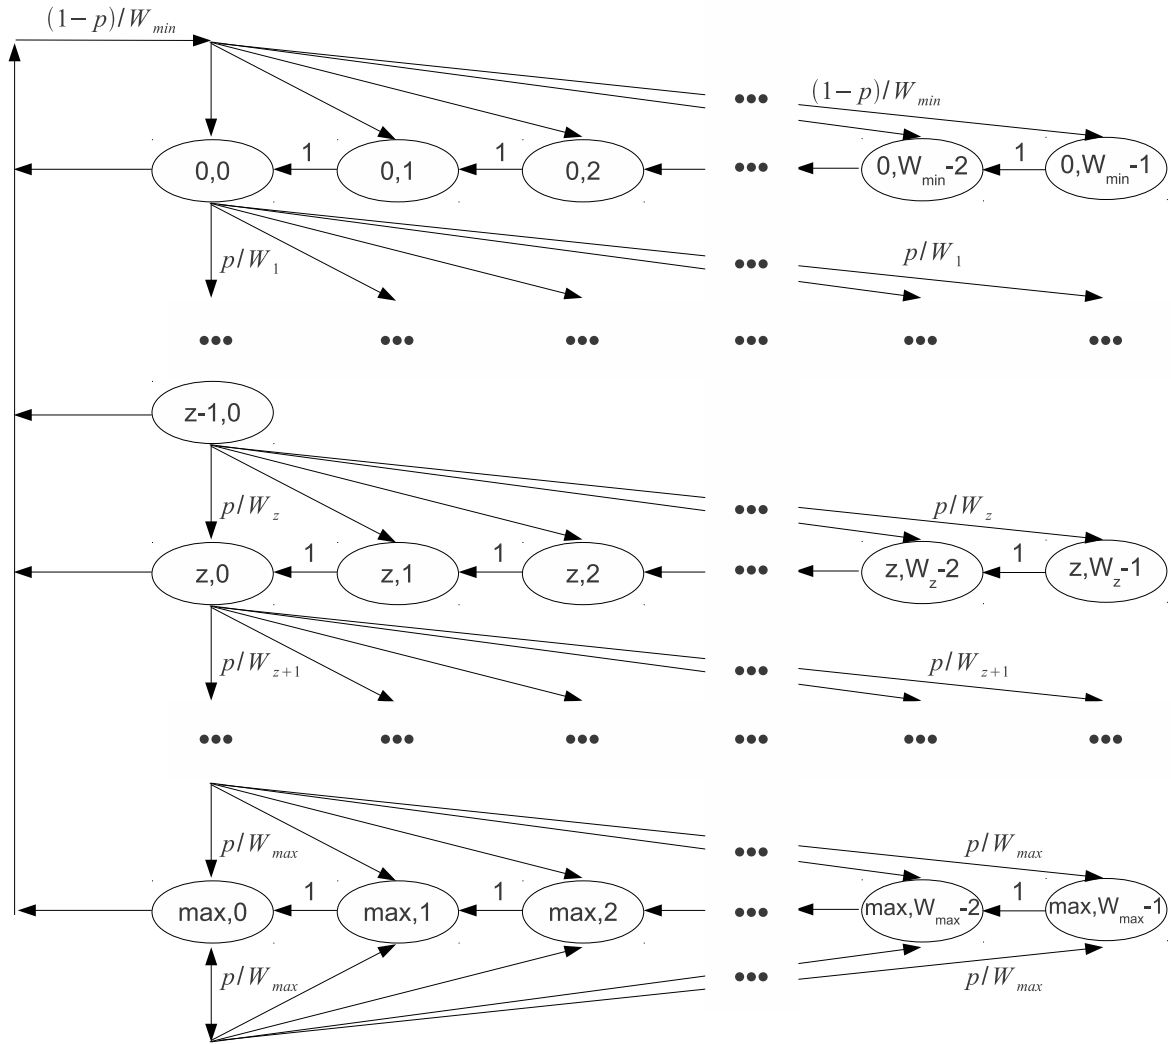 (1−p)/W_min
••• (1−p)/W_min
1 1 1
0,0 0,1 0,2 ••• 0,W_min-2 0,W_min-1
p/W_1 ••• p/W_1
••• ••• ••• ••• ••• •••
z-1,0
p/W_z ••• p/W_z
1 1 1
z,0 z,1 z,2 ••• z,W_z-2 z,W_z-1
p/W_z+1 ••• p/W_z+1
••• ••• ••• ••• ••• •••
p/W_max ••• p/W_max
1 1 1
max,0 max,1 max,2 ••• max,W_max-2 max,W_max-1
p/W_max ••• p/W_max